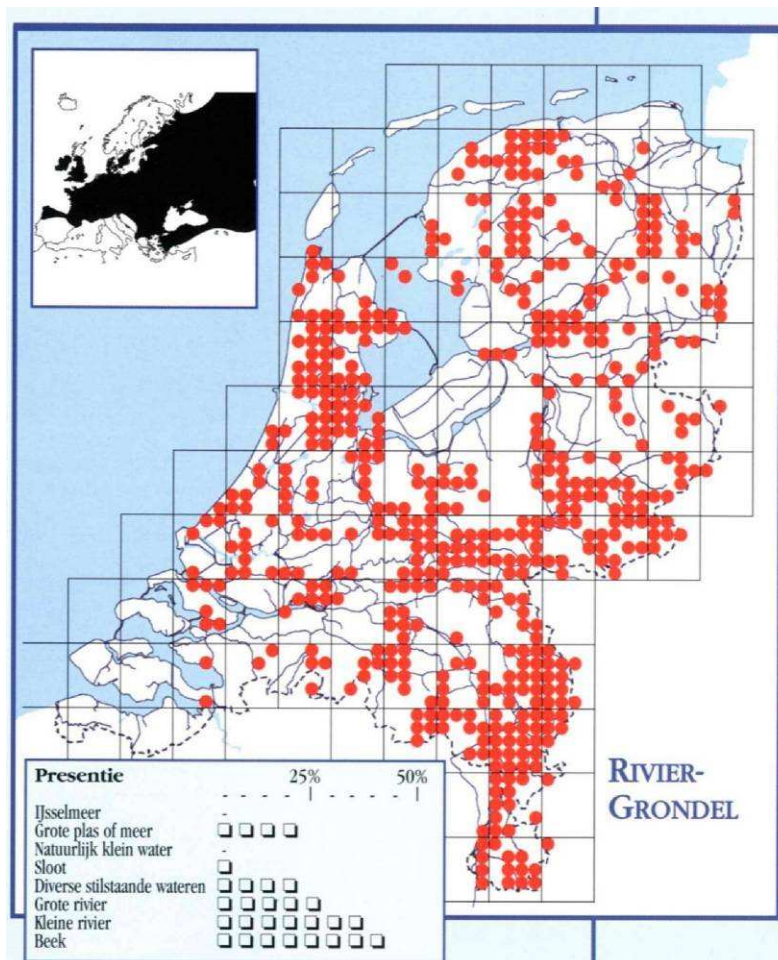 RIVIER-
GRONDEL
Presentie 25% 50%
IJsselmeer -
Grote plas of meer
Natuurlijk klein water -
Sloot
Diverse stilstaande wateren
Grote rivier
Kleine rivier
Beek